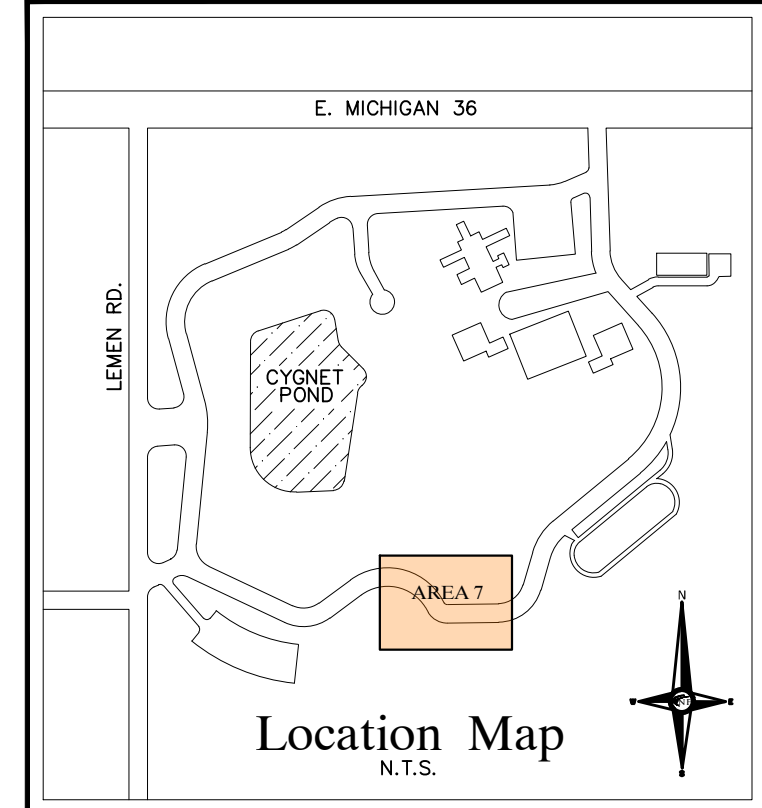 E. MICHIGAN 36
LEMEN RD.
CYGNET
POND
AREA 7
N
W
E
S
Location Map
N.T.S.